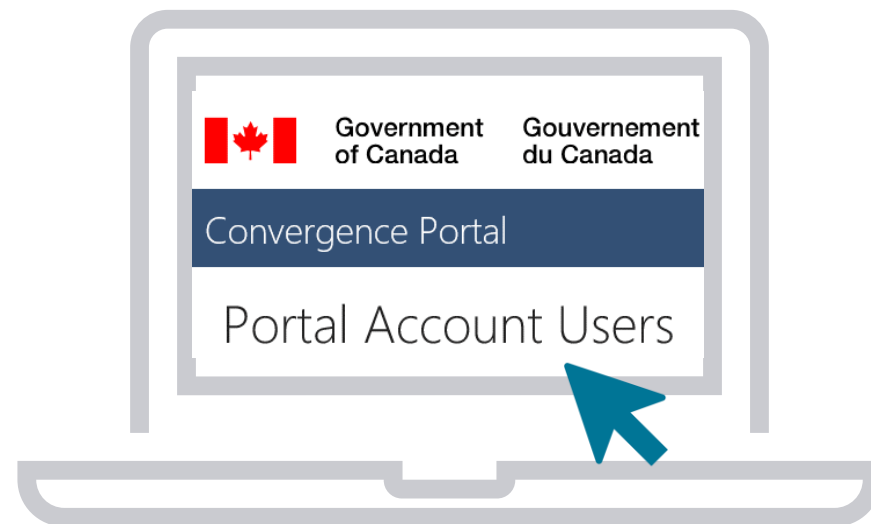 Government Gouvernement
of Canada du Canada
Convergence Portal
Portal Account Users